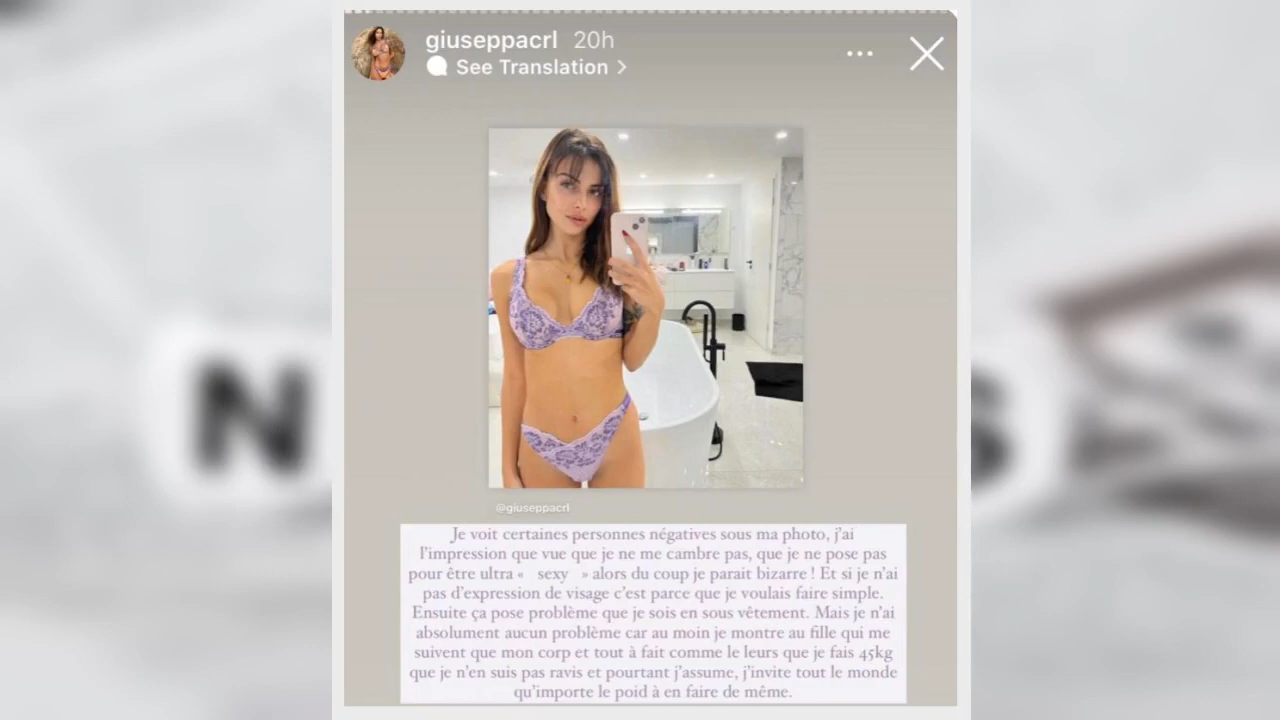 giuseppacrl 20h
See Translation >
@giuseppacrl
Je voit certaines personnes négatives sous ma photo, j'ai
l'impression que vue que je ne me cambre pas, que je ne pose pas
pour être ultra « sexy » alors du coup je parait bizarre ! Et si je n'ai
pas d'expression de visage c'est parce que je voulais faire simple.
Ensuite ça pose problème que je sois en sous vêtement. Mais je n'ai
absolument aucun problème car au moin je montre au fille qui me
suivent que mon corp et tout à fait comme le leurs que je fais 45kg
que je n'en suis pas ravis et pourtant j'assume, j'invite tout le monde
qu'importe le poid à en faire de même.
N
S